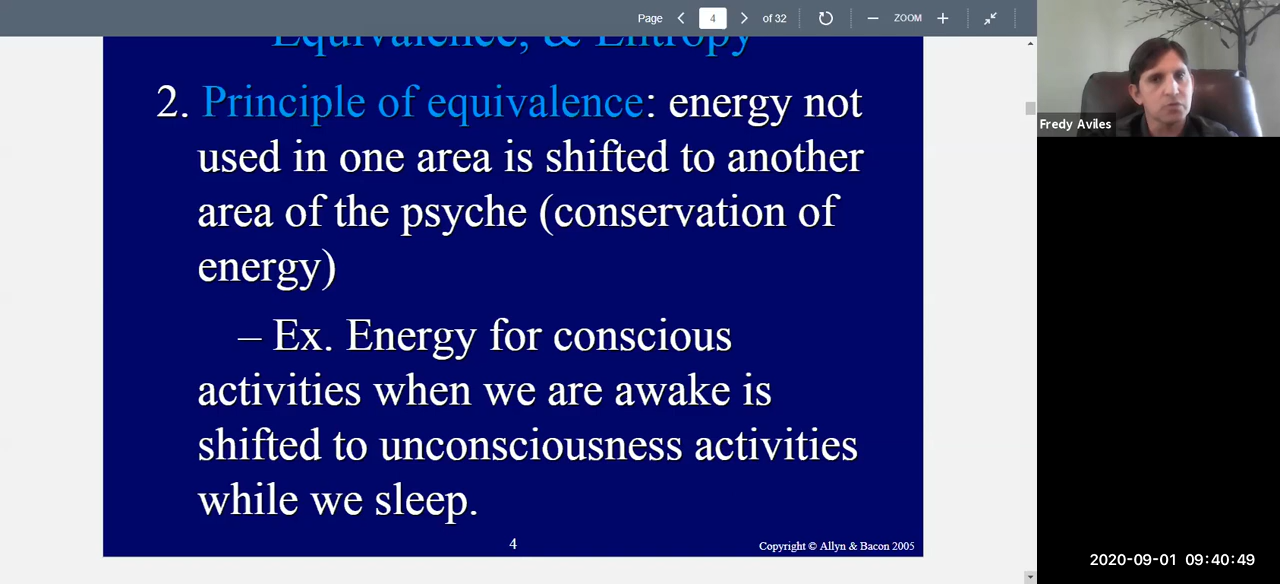 Page 4 of 32 ZOOM
Equivalence, & Entropy
2. Principle of equivalence: energy not
used in one area is shifted to another
area of the psyche (conservation of
energy)
– Ex. Energy for conscious
activities when we are awake is
shifted to unconsciousness activities
while we sleep.
4
Copyright © Allyn & Bacon 2005
Fredy Aviles
2020-09-01 09:40:49